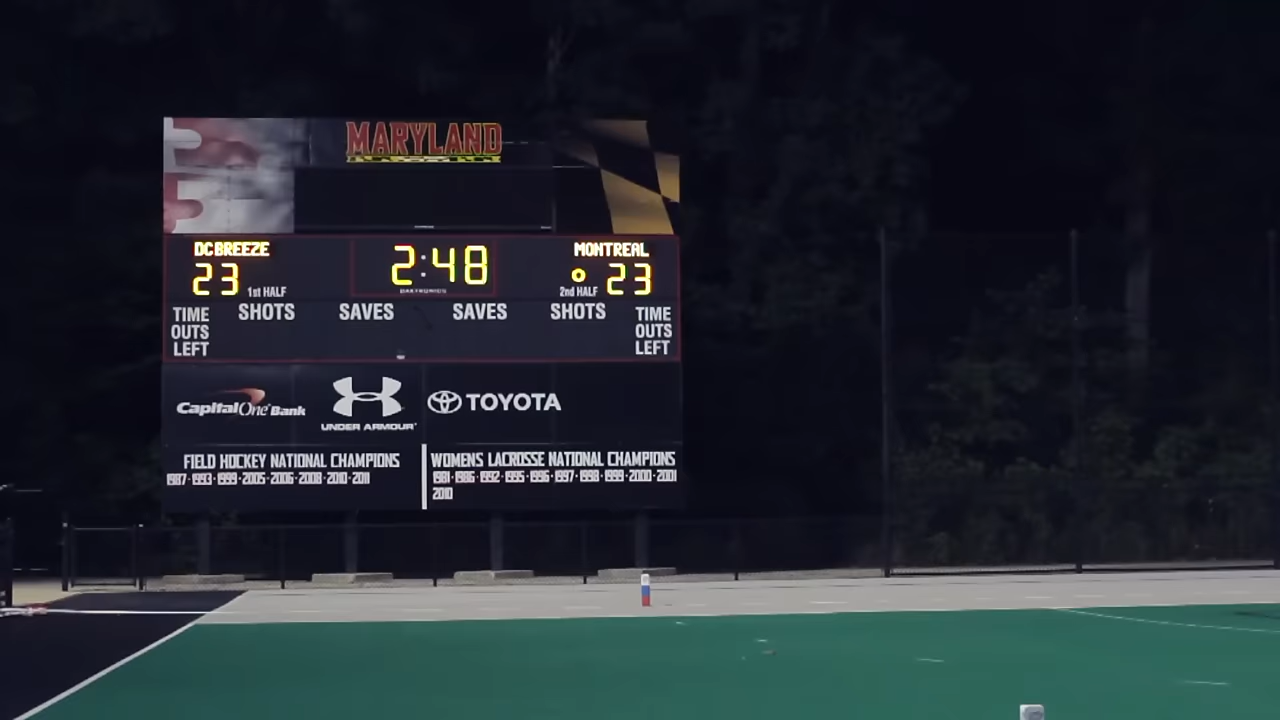 MARYLAND
DC BREEZE 2:48 MONTREAL
23 1st HALF DAKTRONICS 2nd HALF 23
TIME OUTS LEFT SHOTS SAVES SAVES SHOTS TIME OUTS LEFT
Capital One Bank UNDER ARMOUR TOYOTA
FIELD HOCKEY NATIONAL CHAMPIONS
1987·1993·1999·2005·2006·2008·2010·2011
WOMENS LACROSSE NATIONAL CHAMPIONS
1981·1986·1992·1995·1996·1997·1998·1999·2000·2001
2010